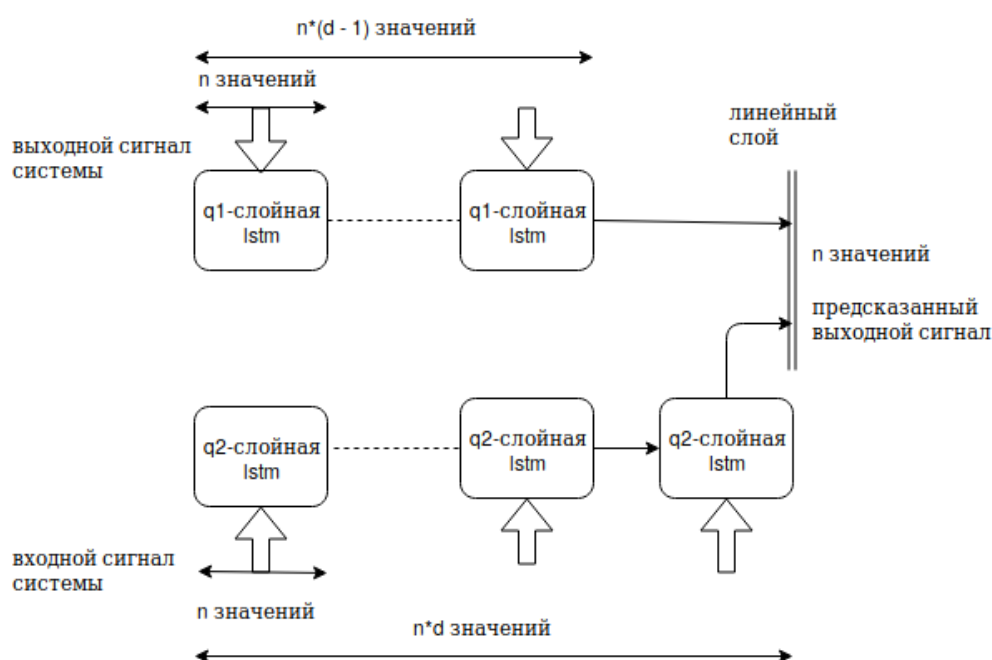 n*(d - 1) значений
n значений
линейный
слой
выходной сигнал
системы
q1-слойная
lstm
q1-слойная
lstm
n значений
предсказанный
выходной сигнал
q2-слойная
lstm
q2-слойная
lstm
q2-слойная
lstm
входной сигнал
системы
n значений
n*d значений